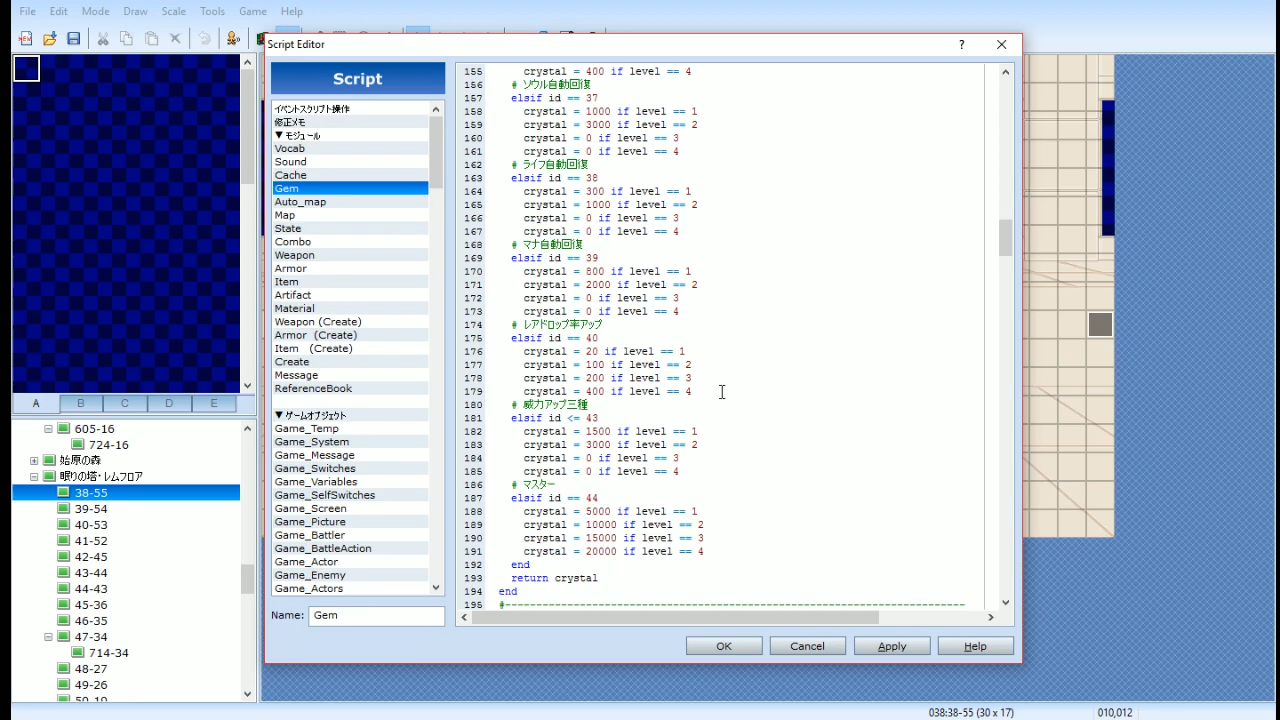 File Edit Mode Draw Scale Tools Game Help
Script Editor
?
Script
イベントスクリプト操作
修正メモ
▼モジュール
Vocab
Sound
Cache
Gem
Auto_map
Map
State
Combo
Weapon
Armor
Item
Artifact
Material
Weapon (Create)
Armor (Create)
Item (Create)
Create
Message
ReferenceBook
▼ゲームオブジェクト
Game_Temp
Game_System
Game_Message
Game_Switches
Game_Variables
Game_SelfSwitches
Game_Screen
Game_Picture
Game_Battler
Game_BattleAction
Game_Actor
Game_Enemy
Game_Actors
Name: Gem
155 crystal = 400 if level == 4
156 # ソウル自動回復
157 elsif id == 37
158 crystal = 1000 if level == 1
159 crystal = 3000 if level == 2
160 crystal = 0 if level == 3
161 crystal = 0 if level == 4
162 # ライフ自動回復
163 elsif id == 38
164 crystal = 300 if level == 1
165 crystal = 1000 if level == 2
166 crystal = 0 if level == 3
167 crystal = 0 if level == 4
168 # マナ自動回復
169 elsif id == 39
170 crystal = 800 if level == 1
171 crystal = 2000 if level == 2
172 crystal = 0 if level == 3
173 crystal = 0 if level == 4
174 # レアドロップ率アップ
175 elsif id == 40
176 crystal = 20 if level == 1
177 crystal = 100 if level == 2
178 crystal = 200 if level == 3
179 crystal = 400 if level == 4
180 # 威力アップ三種
181 elsif id <= 43
182 crystal = 1500 if level == 1
183 crystal = 3000 if level == 2
184 crystal = 0 if level == 3
185 crystal = 0 if level == 4
186 # マスター
187 elsif id == 44
188 crystal = 5000 if level == 1
189 crystal = 10000 if level == 2
190 crystal = 15000 if level == 3
191 crystal = 20000 if level == 4
192 end
193 return crystal
194 end
195 #--------------------------------------------------------------------------
OK Cancel Apply Help
A B C D E
605-16
724-16
始原の森
眠りの塔・レムフロア
38-55
39-54
40-53
41-52
42-45
43-44
44-43
45-36
46-35
47-34
714-34
48-27
49-26
50-19
038:38-55 (30 x 17) 010,012